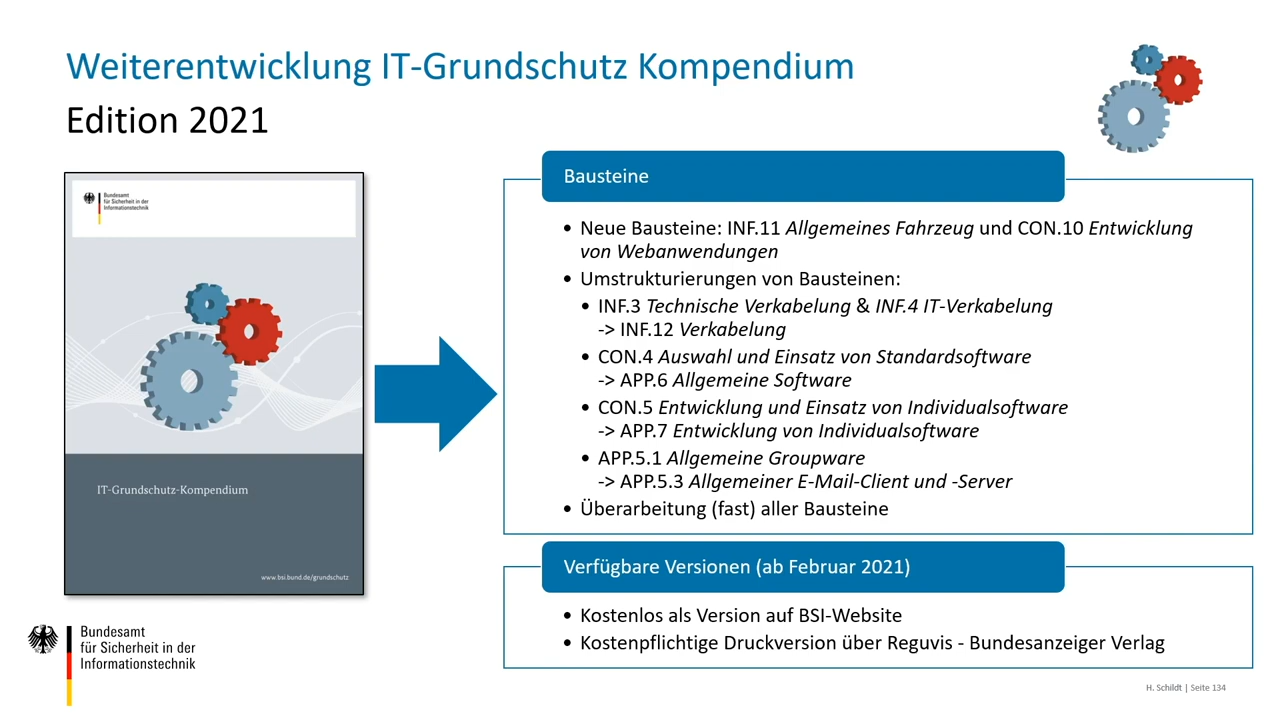 Weiterentwicklung IT-Grundschutz Kompendium
Edition 2021
Bundesamt
für Sicherheit in der
Informationstechnik
IT-Grundschutz-Kompendium
www.bsi.bund.de/grundschutz
Bausteine
• Neue Bausteine: INF.11 Allgemeines Fahrzeug und CON.10 Entwicklung
von Webanwendungen
• Umstrukturierungen von Bausteinen:
• INF.3 Technische Verkabelung & INF.4 IT-Verkabelung
-> INF.12 Verkabelung
• CON.4 Auswahl und Einsatz von Standardsoftware
-> APP.6 Allgemeine Software
• CON.5 Entwicklung und Einsatz von Individualsoftware
-> APP.7 Entwicklung von Individualsoftware
• APP.5.1 Allgemeine Groupware
-> APP.5.3 Allgemeiner E-Mail-Client und -Server
• Überarbeitung (fast) aller Bausteine
Verfügbare Versionen (ab Februar 2021)
• Kostenlos als Version auf BSI-Website
• Kostenpflichtige Druckversion über Reguvis - Bundesanzeiger Verlag
Bundesamt
für Sicherheit in der
Informationstechnik
H. Schildt | Seite 134